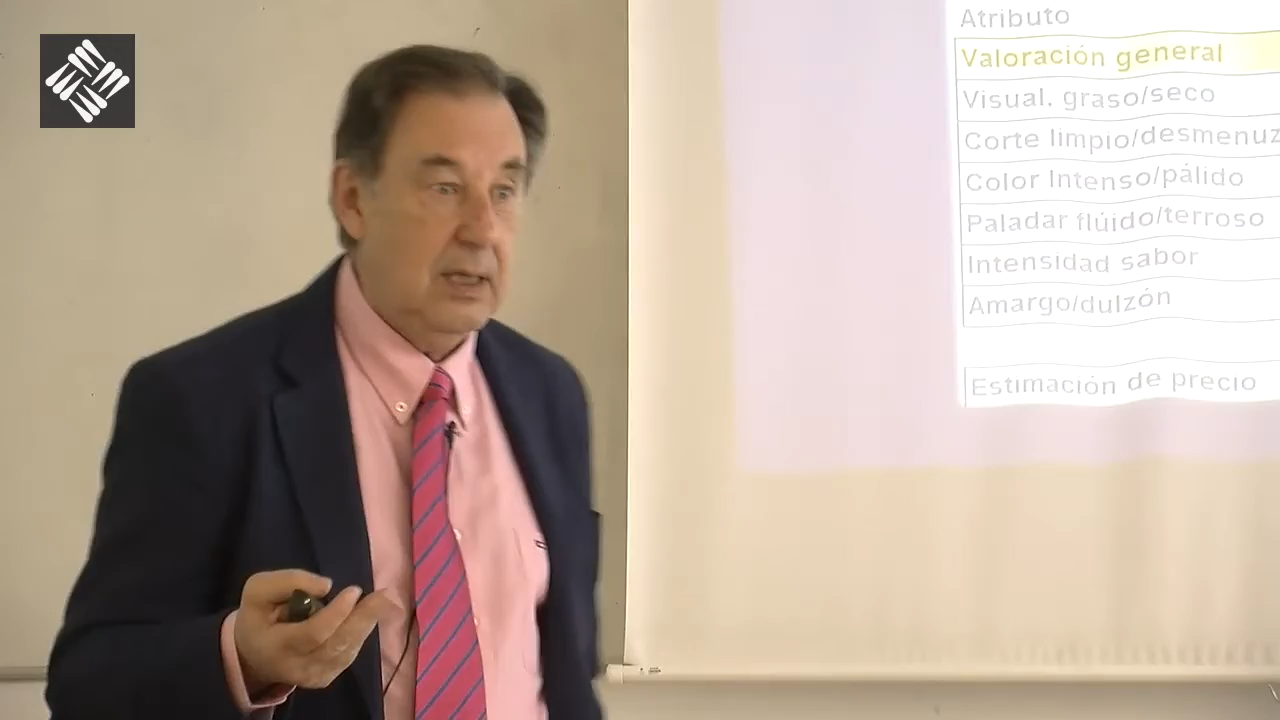 Atributo
Valoración general
Visual, graso/seco
Corte limpio/desmenuz
Color Intenso/pálido
Paladar flúido/terroso
Intensidad sabor
Amargo/dulzón
Estimación de precio